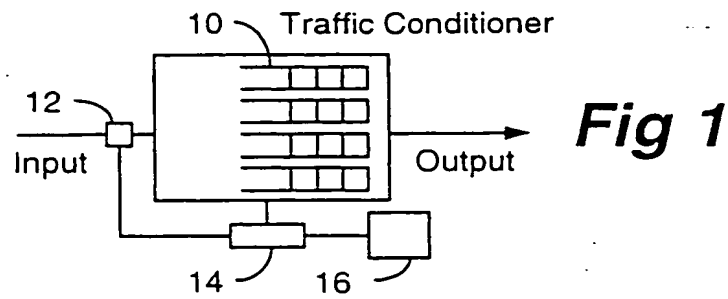 10 Traffic Conditioner
12
Input
Output
Fig 1
14
16